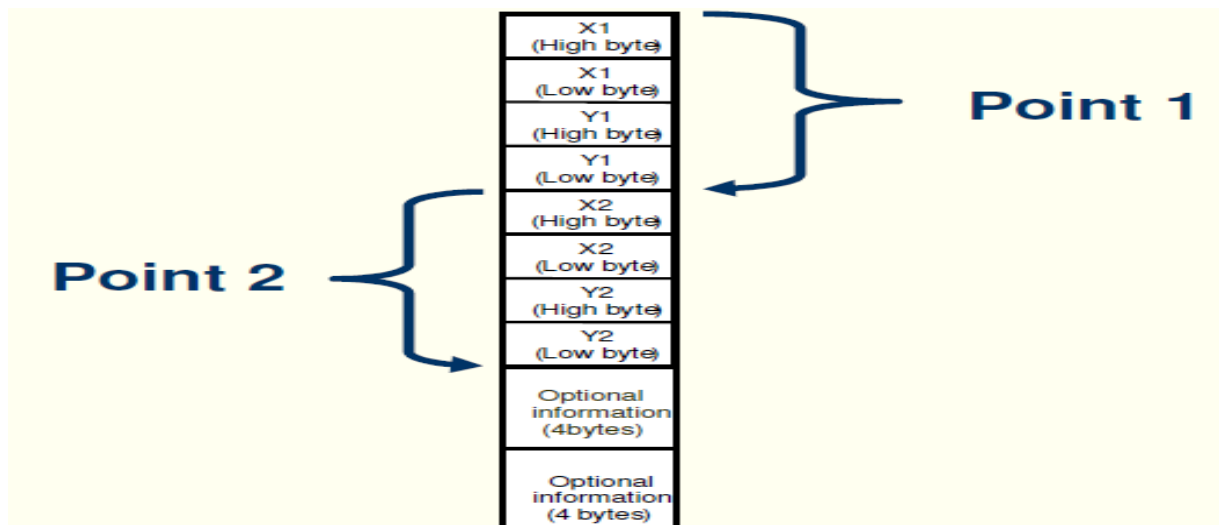 X1
(High byte)
X1
(Low byte)
Y1
(High byte)
Y1
(Low byte)
Point 1
X2
(High byte)
X2
(Low byte)
Y2
(High byte)
Y2
(Low byte)
Point 2
Optional
information
(4bytes)
Optional
information
(4 bytes)